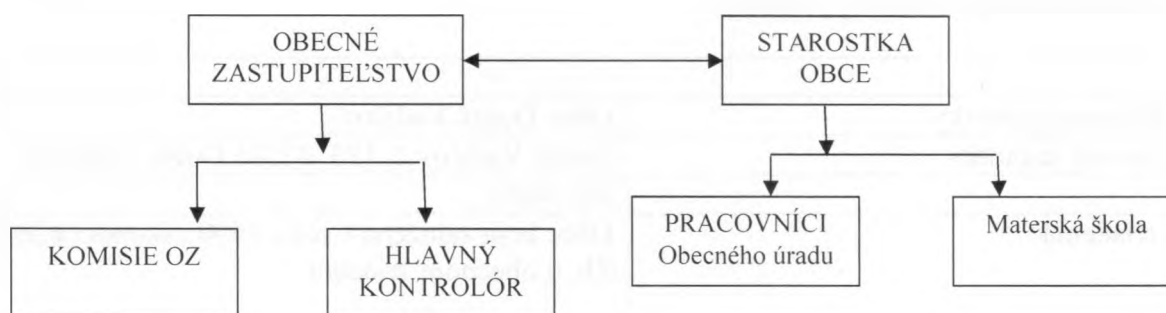 OBECNÉ
ZASTUPITEĽSTVO
STAROSTKA
OBCE
KOMISIE OZ
HLAVNÝ
KONTROLÓR
PRACOVNÍCI
Obecného úradu
Materská škola